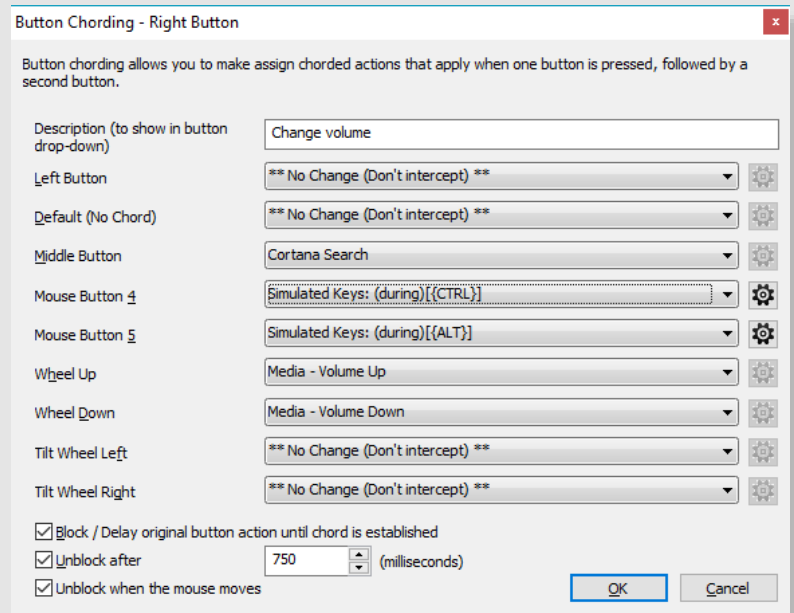 Button Chording - Right Button
x
Button chording allows you to make assign chorded actions that apply when one button is pressed, followed by a
second button.
Description (to show in button
drop-down)
Change volume
Left Button
** No Change (Don't intercept) **
Default (No Chord)
** No Change (Don't intercept) **
Middle Button
Cortana Search
Mouse Button 4
Simulated Keys: (during)[{CTRL}]
Mouse Button 5
Simulated Keys: (during)[{ALT}]
Wheel Up
Media - Volume Up
Wheel Down
Media - Volume Down
Tilt Wheel Left
** No Change (Don't intercept) **
Tilt Wheel Right
** No Change (Don't intercept) **
Block / Delay original button action until chord is established
Unblock after
750
(milliseconds)
Unblock when the mouse moves
OK
Cancel